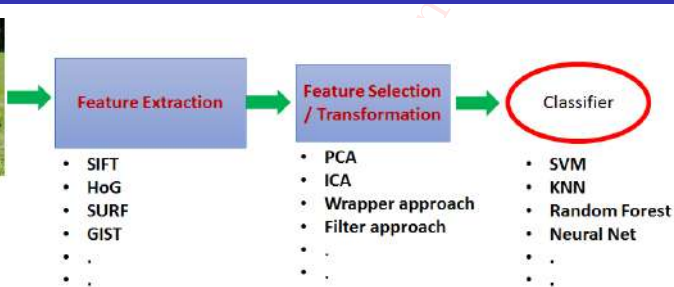 Feature Extraction
• SIFT
• HoG
• SURF
• GIST
• .
• .
Feature Selection
/ Transformation
• PCA
• ICA
• Wrapper approach
• Filter approach
• .
• .
Classifier
• SVM
• KNN
• Random Forest
• Neural Net
• .
• .